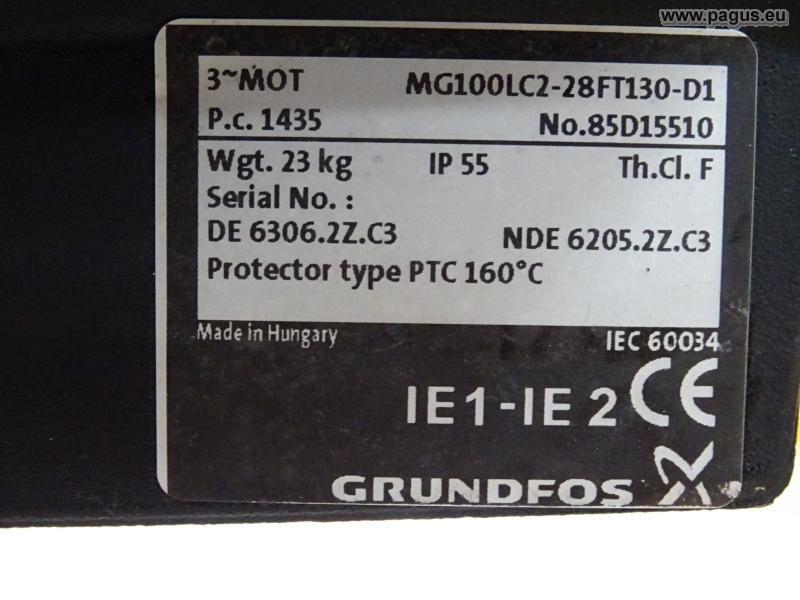 www.pagus.eu
3~MOT MG100LC2-28FT130-D1
P.c. 1435 No.85D15510
Wgt. 23 kg IP 55 Th.Cl. F
Serial No. :
DE 6306.2Z.C3 NDE 6205.2Z.C3
Protector type PTC 160°C
Made in Hungary IEC 60034
IE1-IE 2 CE
GRUNDFOS